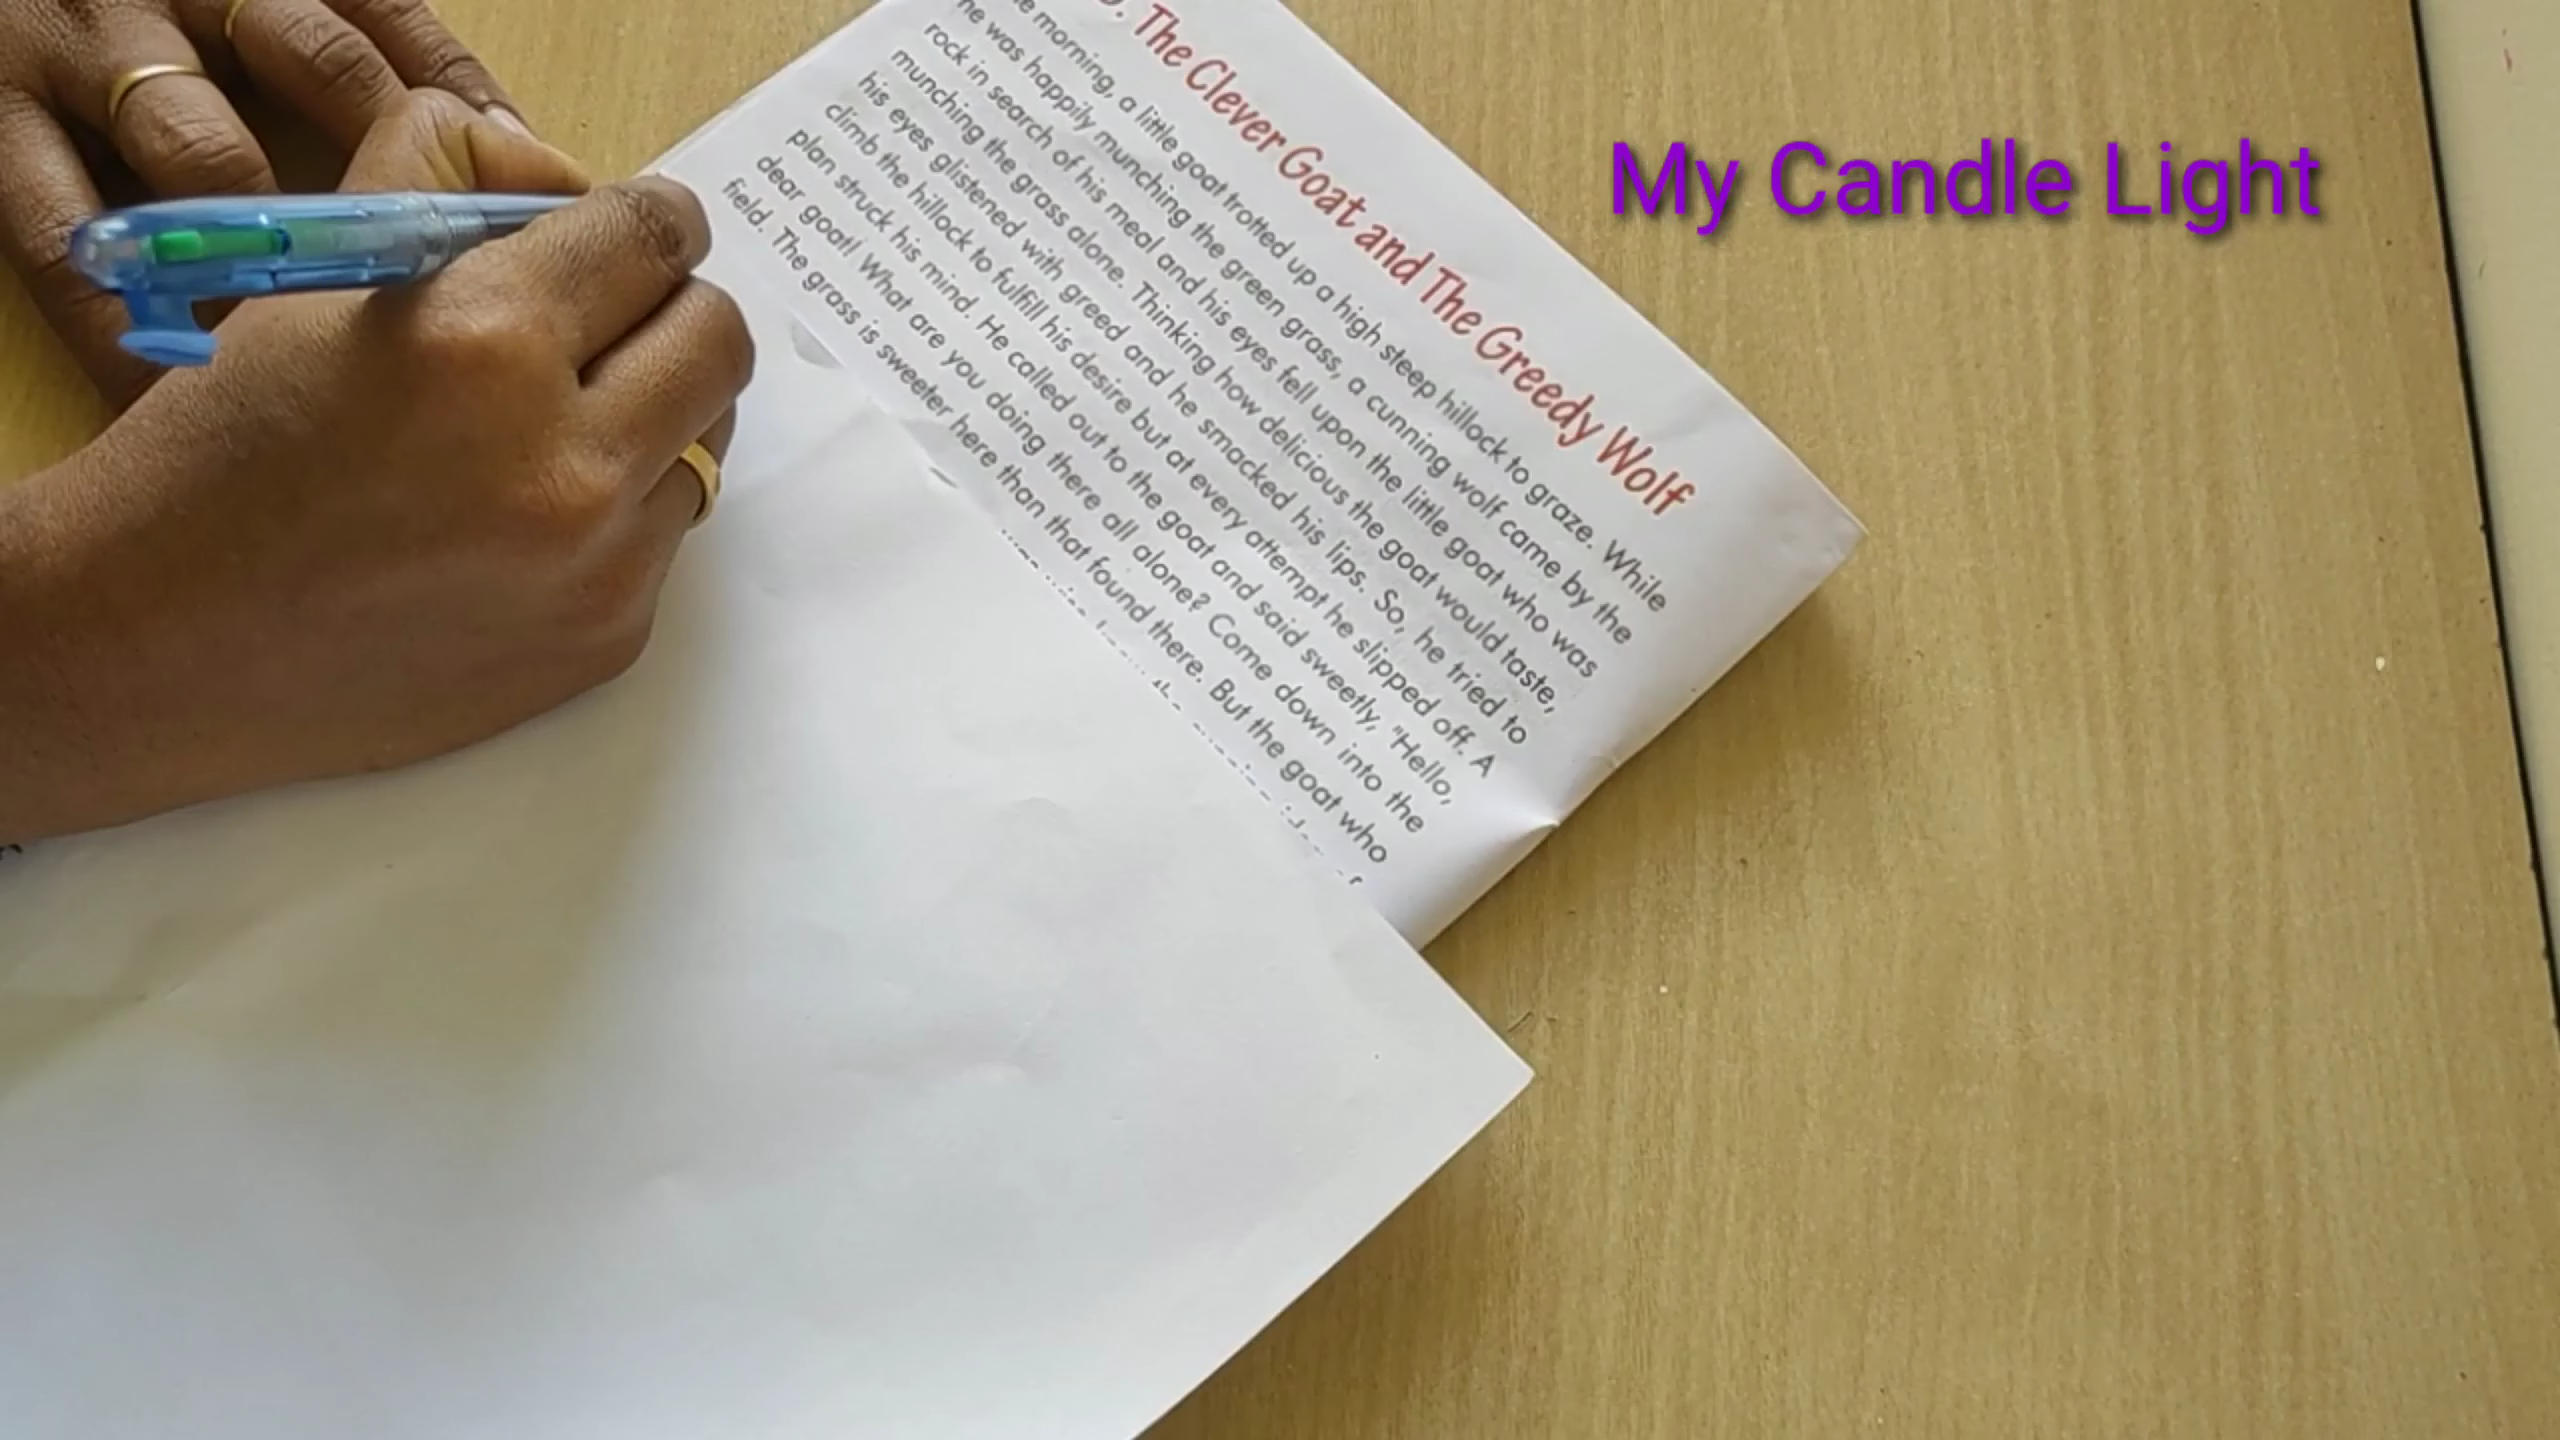 My Candle Light
The Clever Goat and The Greedy Wolf
morning, a little goat trotted up a high steep hillock to graze. While
he was happily munching the green grass, a cunning wolf came by the
rock in search of his meal and his eyes fell upon the little goat who was
munching the grass alone. Thinking how delicious the goat would taste,
his eyes glistened with greed and he smacked his lips. So, he tried to
climb the hillock to fulfill his desire but at every attempt he slipped off. A
plan struck his mind. He called out to the goat and said sweetly, "Hello,
dear goat! What are you doing there all alone? Come down into the
field. The grass is sweeter here than that found there. But the goat who